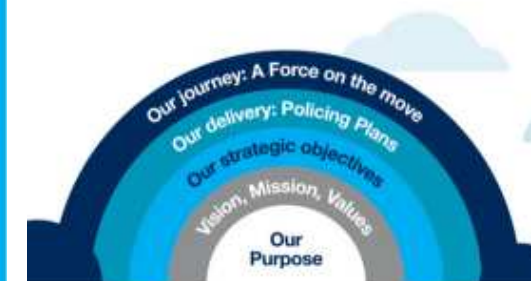 Our journey: A Force on the move
Our delivery: Policing Plans
Our strategic objectives
Vision, Mission, Values
Our
Purpose